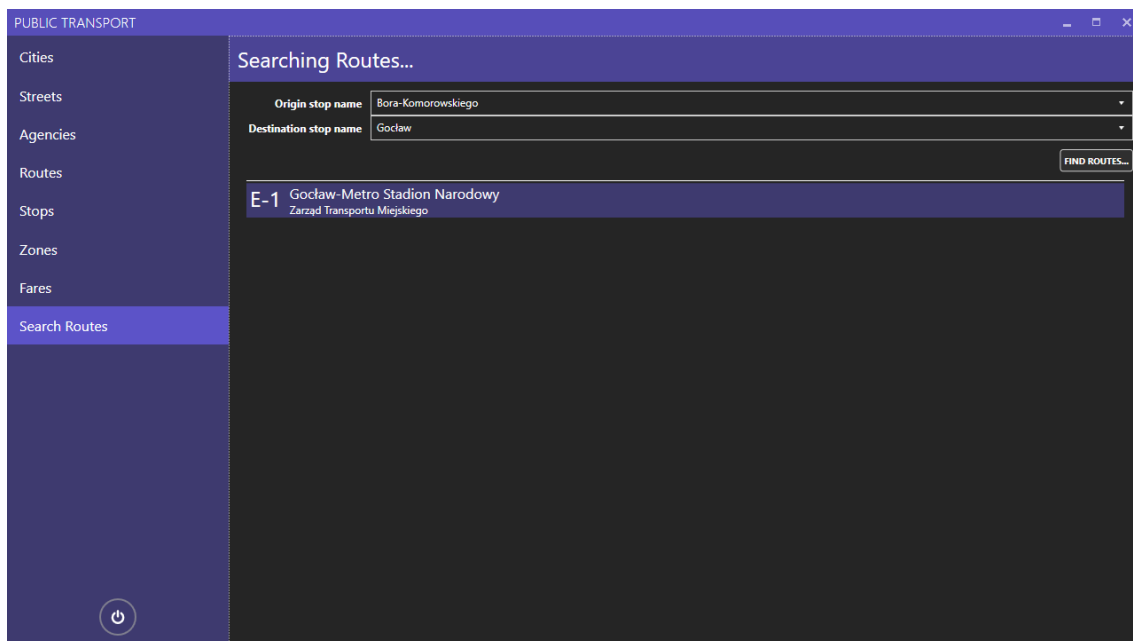 PUBLIC TRANSPORT
Cities
Streets
Agencies
Routes
Stops
Zones
Fares
Search Routes
Searching Routes...
Origin stop name Bora-Komorowskiego
Destination stop name Gocław
FIND ROUTES...
E-1 Gocław-Metro Stadion Narodowy
Zarząd Transportu Miejskiego